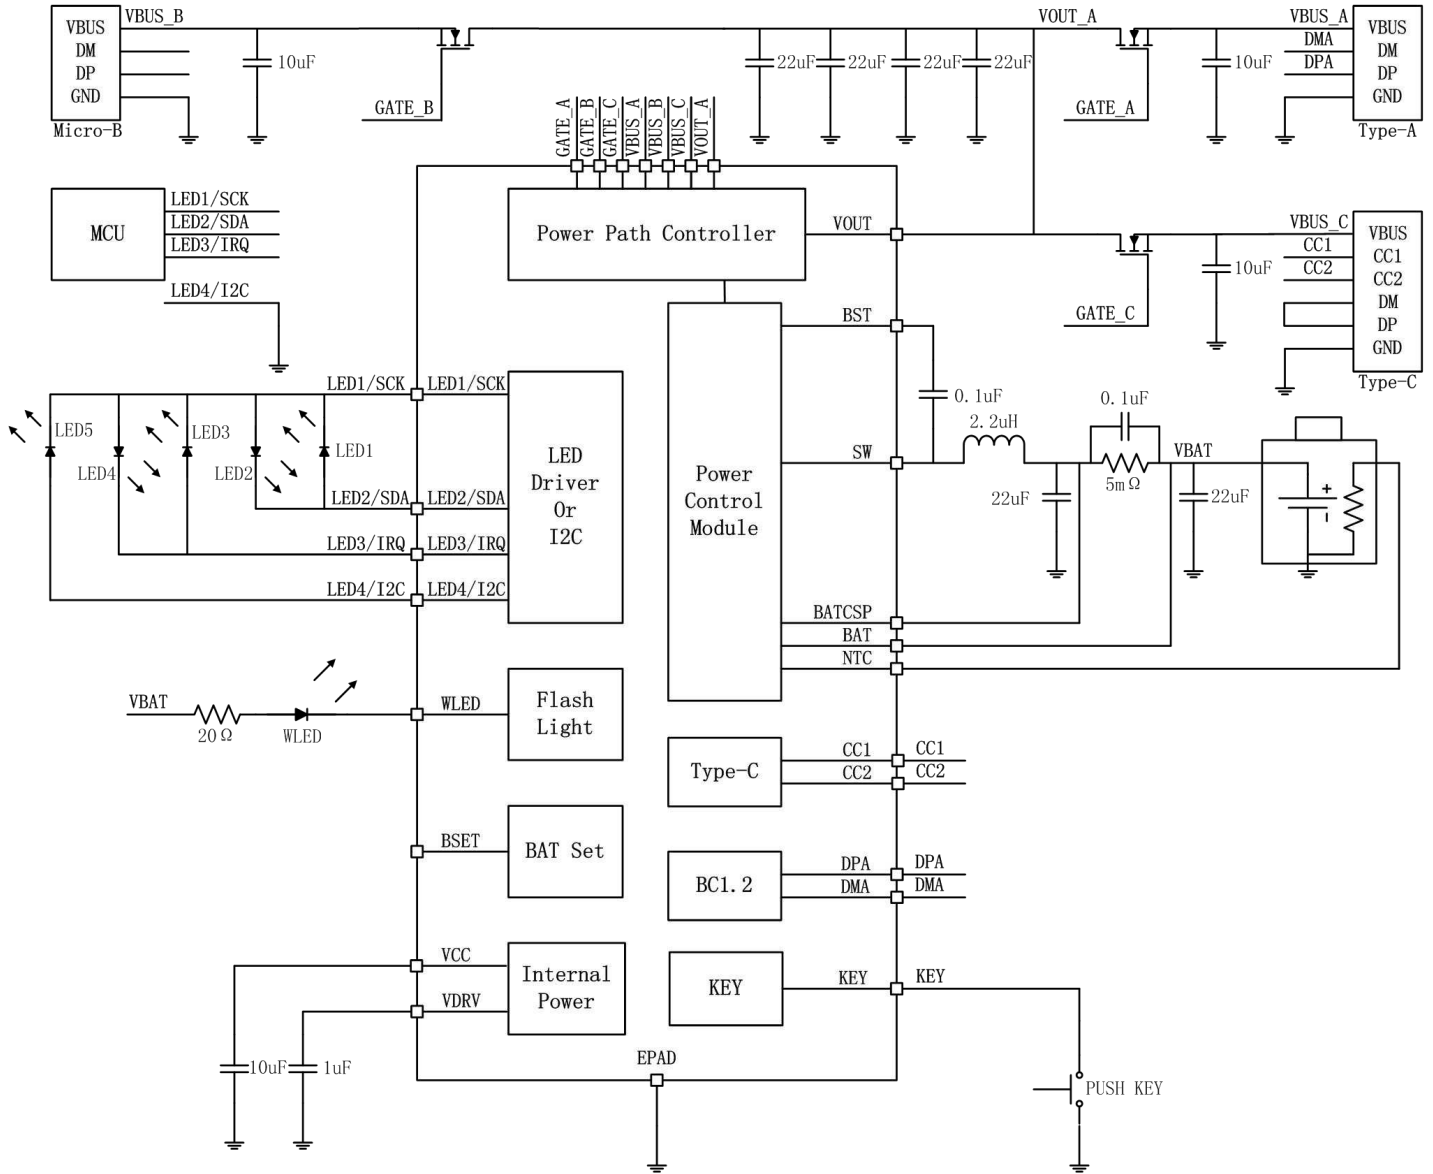 VBUS_B
VBUS
DM
DP
GND
Micro-B
10uF
GATE_B
22uF
22uF
22uF
22uF
VOUT_A
GATE_A
10uF
VBUS_A
DMA
DPA
VBUS
DM
DP
GND
Type-A
GATE_A
GATE_B
GATE_C
VBUS_A
VBUS_B
VBUS_C
VOUT_A
MCU
LED1/SCK
LED2/SDA
LED3/IRQ
LED4/I2C
Power Path Controller
VOUT
GATE_C
10uF
VBUS_C
CC1
CC2
VBUS
CC1
CC2
DM
DP
GND
Type-C
BST
0.1uF
2.2uH
0.1uF
SW
5mΩ
VBAT
22uF
22uF
+
-
Power
Control
Module
BATCSP
BAT
NTC
LED5
LED4
LED3
LED2
LED1
LED1/SCK
LED1/SCK
LED2/SDA
LED2/SDA
LED3/IRQ
LED3/IRQ
LED4/I2C
LED4/I2C
LED
Driver
Or
I2C
VBAT
20Ω
WLED
WLED
Flash
Light
Type-C
CC1
CC1
CC2
CC2
BSET
BAT Set
BC1.2
DPA
DPA
DMA
DMA
VCC
VDRV
Internal
Power
10uF
1uF
KEY
KEY
KEY
EPAD
PUSH KEY